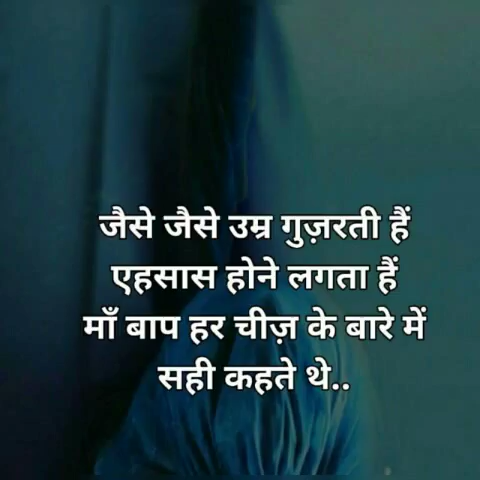 जैसे जैसे उम्र गुज़रती हैं
एहसास होने लगता हैं
माँ बाप हर चीज़ के बारे में
सही कहते थे..